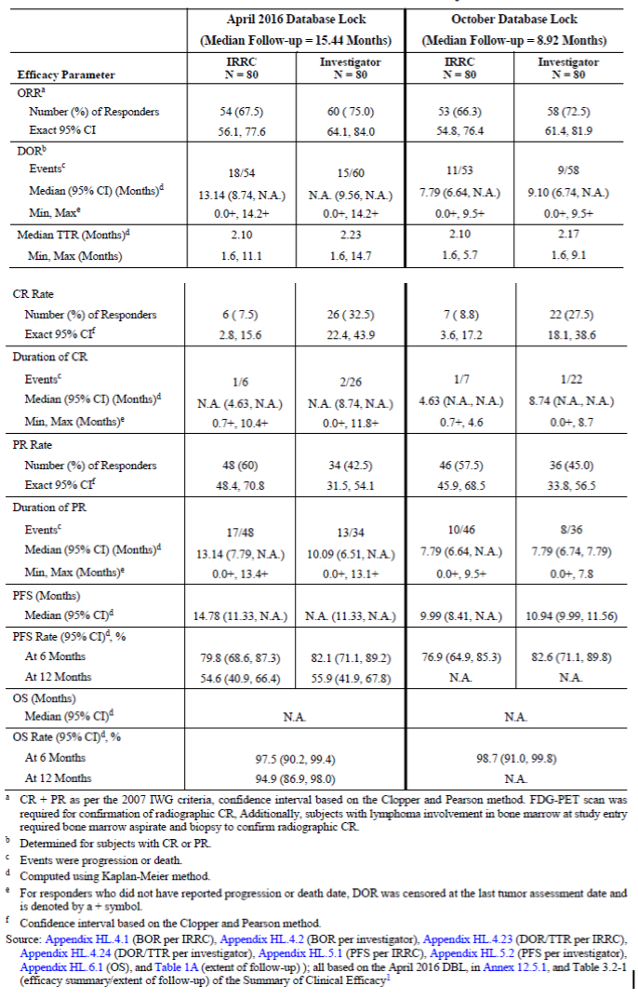 April 2016 Database Lock October Database Lock
(Median Follow-up = 15.44 Months) (Median Follow-up = 8.92 Months)
IRRC Investigator IRRC Investigator
Efficacy Parameter N = 80 N = 80 N = 80 N = 80
ORRa
Number (%) of Responders 54 (67.5) 60 ( 75.0) 53 (66.3) 58 (72.5)
Exact 95% CI 56.1, 77.6 64.1, 84.0 54.8, 76.4 61.4, 81.9
DORb
Eventsc 18/54 15/60 11/53 9/58
Median (95% CI) (Months)d 13.14 (8.74, N.A.) N.A. (9.56, N.A.) 7.79 (6.64, N.A.) 9.10 (6.74, N.A.)
Min, Maxe 0.0+, 14.2+ 0.0+, 14.2+ 0.0+, 9.5+ 0.0+, 9.5+
Median TTR (Months)d 2.10 2.23 2.10 2.17
Min, Max (Months) 1.6, 11.1 1.6, 14.7 1.6, 5.7 1.6, 9.1
CR Rate
Number (%) of Responders 6 ( 7.5) 26 ( 32.5) 7 ( 8.8) 22 (27.5)
Exact 95% CIf 2.8, 15.6 22.4, 43.9 3.6, 17.2 18.1, 38.6
Duration of CR
Eventsc 1/6 2/26 1/7 1/22
Median (95% CI) (Months)d N.A. (4.63, N.A.) N.A. (8.74, N.A.) 4.63 (N.A., N.A.) 8.74 (N.A., N.A.)
Min, Max (Months)e 0.7+, 10.4+ 0.0+, 11.8+ 0.7+, 4.6 0.0+, 8.7
PR Rate
Number (%) of Responders 48 (60) 34 (42.5) 46 (57.5) 36 (45.0)
Exact 95% CIf 48.4, 70.8 31.5, 54.1 45.9, 68.5 33.8, 56.5
Duration of PR
Eventsc 17/48 13/34 10/46 8/36
Median (95% CI) (Months)d 13.14 (7.79, N.A.) 10.09 (6.51, N.A.) 7.79 (6.64, N.A.) 7.79 (6.74, 7.79)
Min, Max (Months)e 0.0+, 13.4+ 0.0+, 13.1+ 0.0+, 9.5+ 0.0+, 7.8
PFS (Months)
Median (95% CI)d 14.78 (11.33, N.A.) N.A. (11.33, N.A.) 9.99 (8.41, N.A.) 10.94 (9.99, 11.56)
PFS Rate (95% CI)d, %
At 6 Months 79.8 (68.6, 87.3) 82.1 (71.1, 89.2) 76.9 (64.9, 85.3) 82.6 (71.1, 89.8)
At 12 Months 54.6 (40.9, 66.4) 55.9 (41.9, 67.8) N.A. N.A.
OS (Months)
Median (95% CI)d N.A. N.A.
OS Rate (95% CI)d, %
At 6 Months 97.5 (90.2, 99.4) 98.7 (91.0, 99.8)
At 12 Months 94.9 (86.9, 98.0) N.A.
a CR + PR as per the 2007 IWG criteria, confidence interval based on the Clopper and Pearson method. FDG-PET scan was
required for confirmation of radiographic CR, Additionally, subjects with lymphoma involvement in bone marrow at study entry
required bone marrow aspirate and biopsy to confirm radiographic CR.
b Determined for subjects with CR or PR.
c Events were progression or death.
d Computed using Kaplan-Meier method.
e For responders who did not have reported progression or death date, DOR was censored at the last tumor assessment date and
is denoted by a + symbol.
f Confidence interval based on the Clopper and Pearson method.
Source: Appendix HL.4.1 (BOR per IRRC), Appendix HL.4.2 (BOR per investigator), Appendix HL.4.23 (DOR/TTR per IRRC),
Appendix HL.4.24 (DOR/TTR per investigator), Appendix HL.5.1 (PFS per IRRC), Appendix HL.5.2 (PFS per investigator),
Appendix HL.6.1 (OS), and Table 1A (extent of follow-up) ); all based on the April 2016 DBL, in Annex 12.5.1, and Table 3.2-1
(efficacy summary/extent of follow-up) of the Summary of Clinical Efficacy1